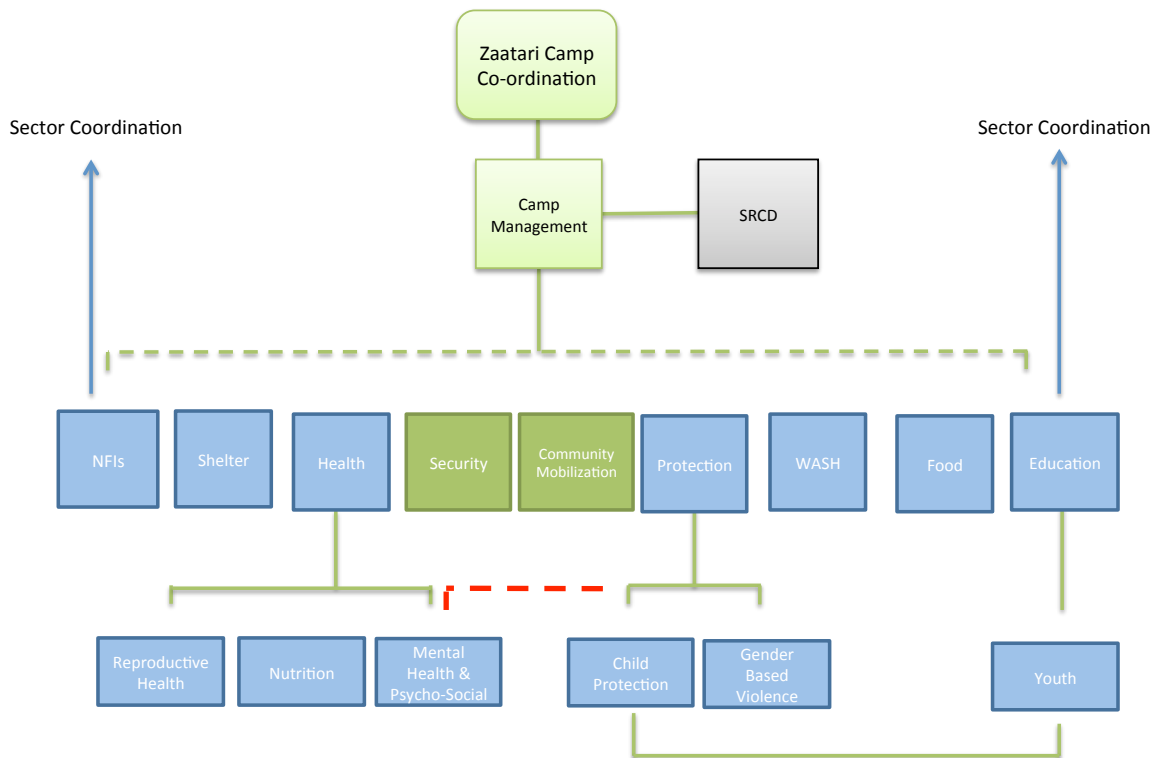 Zaatari Camp
Co-ordination
Sector Coordination
Sector Coordination
Camp
Management
SRCD
NFIs
Shelter
Health
Security
Community
Mobilization
Protection
WASH
Food
Education
Reproductive
Health
Nutrition
Mental
Health &
Psycho-Social
Child
Protection
Gender
Based
Violence
Youth